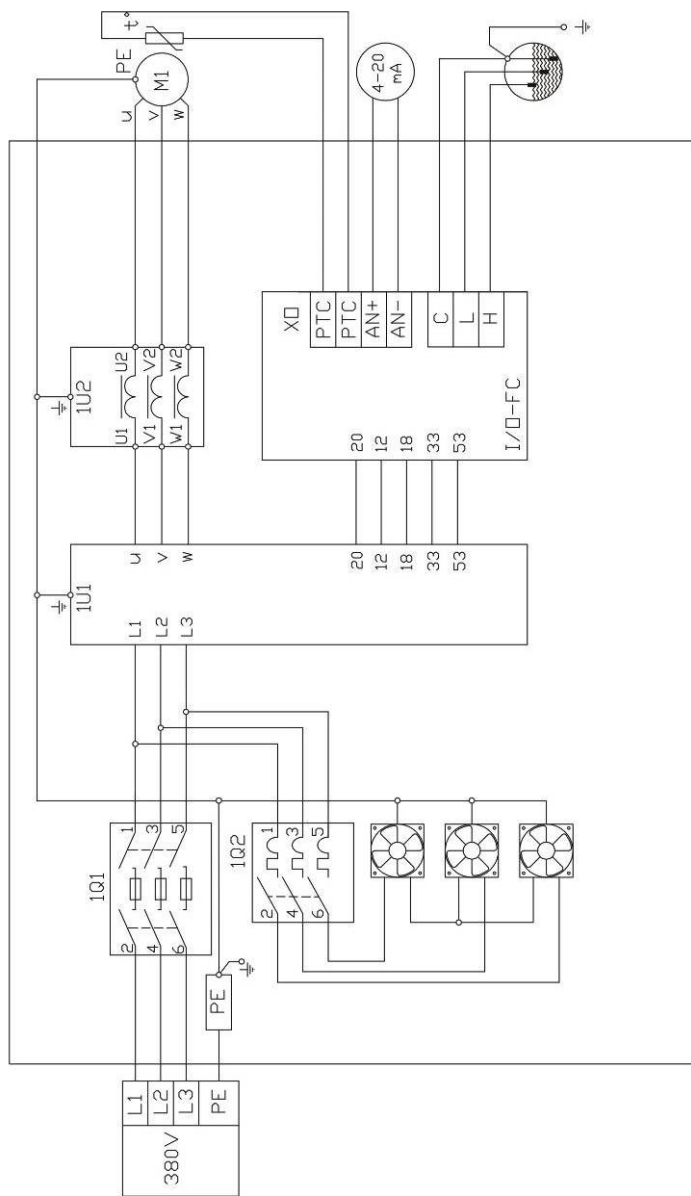 380V
L1
L2
L3
PE
PE
1Q1
2
4
6
1
3
5
1Q2
2
4
6
1
3
5
1U1
L1
L2
L3
u
v
w
20
12
18
33
53
1U2
U1
V1
W1
U2
V2
W2
20
12
18
33
53
I/O-FC
XO
PTC
PTC
AN+
AN-
C
L
H
u
v
w
PE
M1
t°
4-20
mA